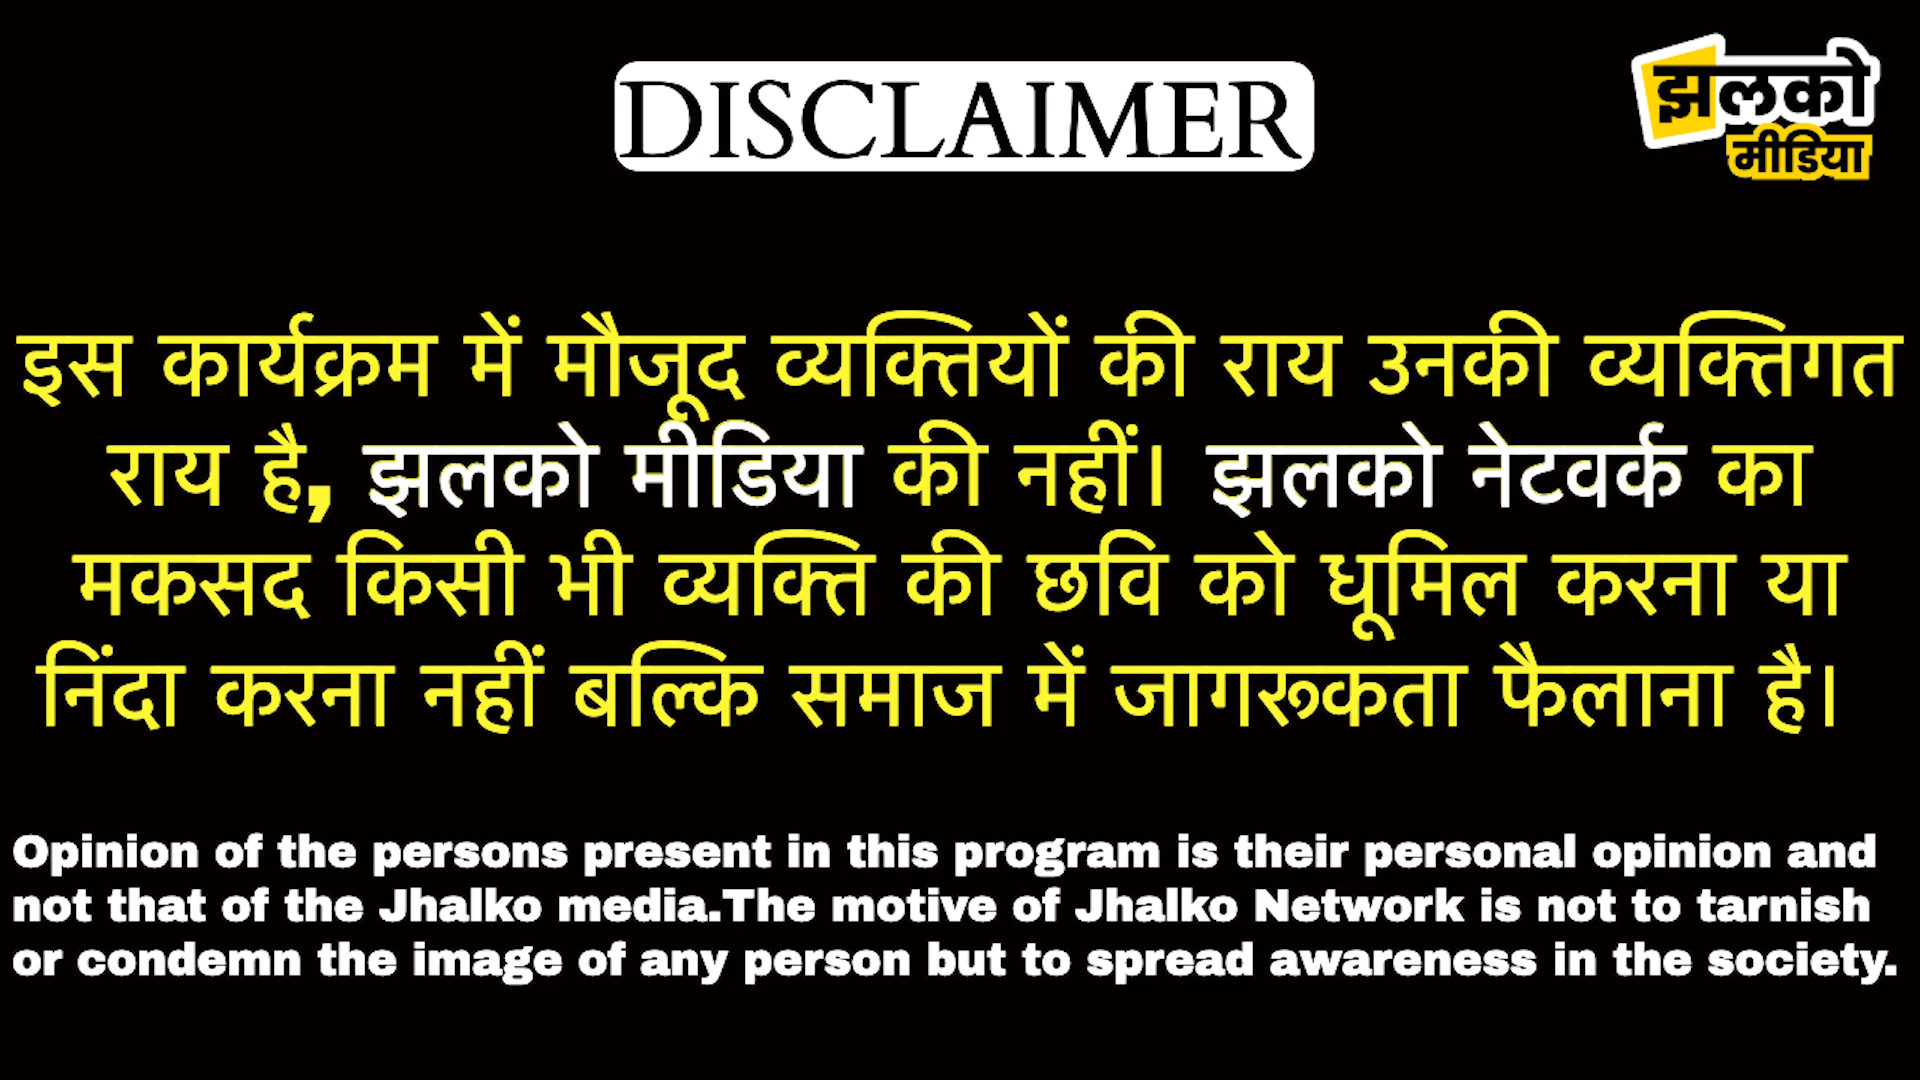 DISCLAIMER
झलको
मीडिया
इस कार्यक्रम में मौजूद व्यक्तियों की राय उनकी व्यक्तिगत
राय है, झलको मीडिया की नहीं। झलको नेटवर्क का
मकसद किसी भी व्यक्ति की छवि को धूमिल करना या
निंदा करना नहीं बल्कि समाज में जागरूकता फैलाना है।
Opinion of the persons present in this program is their personal opinion and
not that of the Jhalko media.The motive of Jhalko Network is not to tarnish
or condemn the image of any person but to spread awareness in the society.